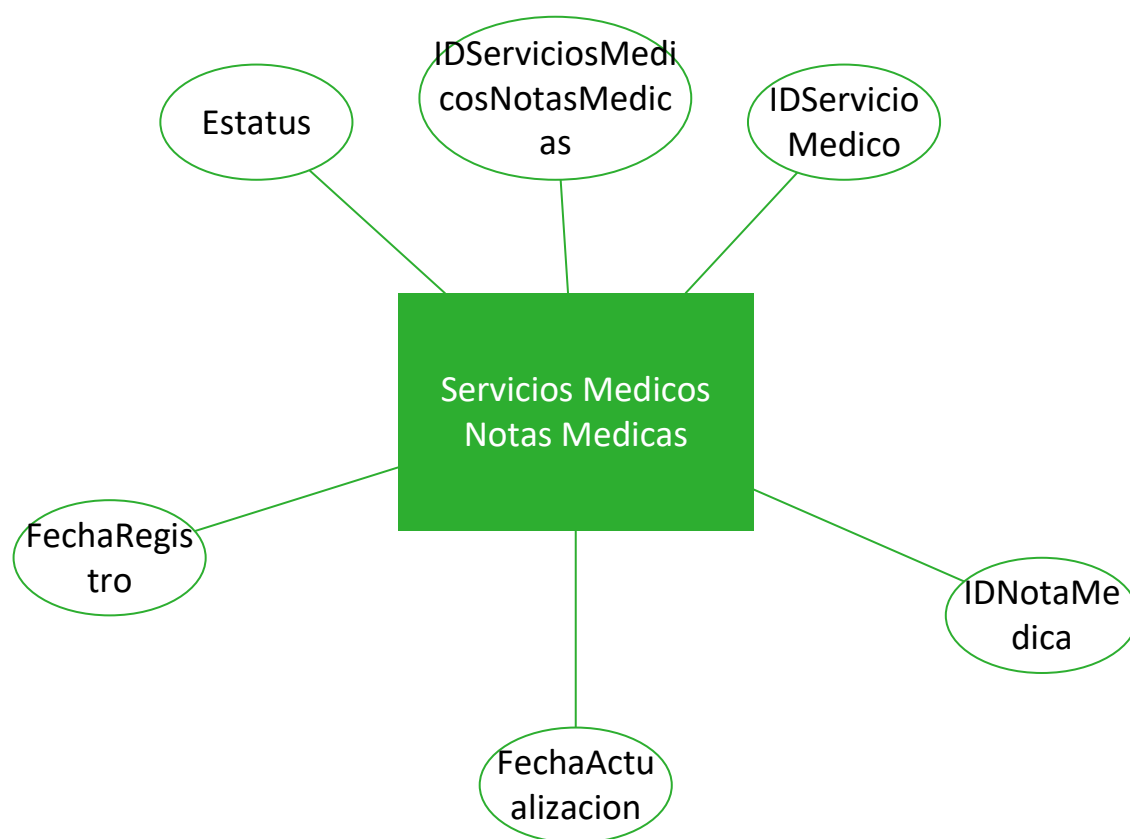 IDServiciosMedi
cosNotasMedic
as
Estatus
IDServicio
Medico
Servicios Medicos
Notas Medicas
FechaRegis
tro
IDNotaMe
dica
FechaActu
alizacion